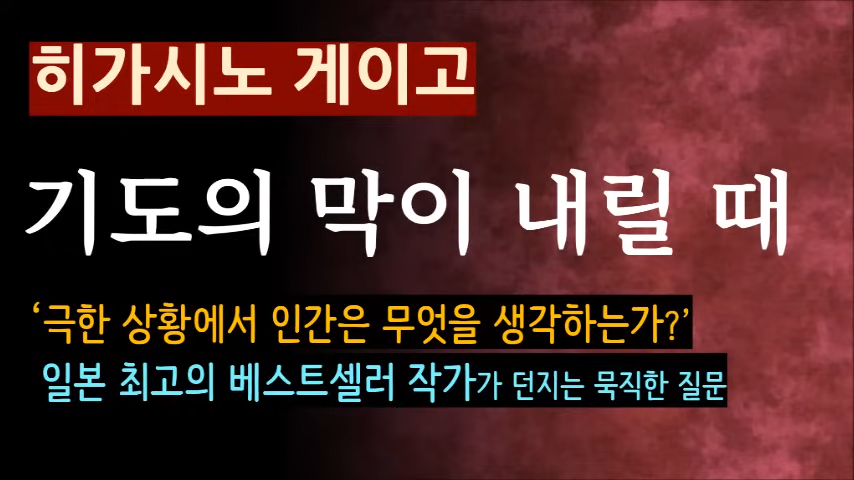 히가시노 게이고
기도의 막이 내릴 때
‘극한 상황에서 인간은 무엇을 생각하는가?’
일본 최고의 베스트셀러 작가가 던지는 묵직한 질문